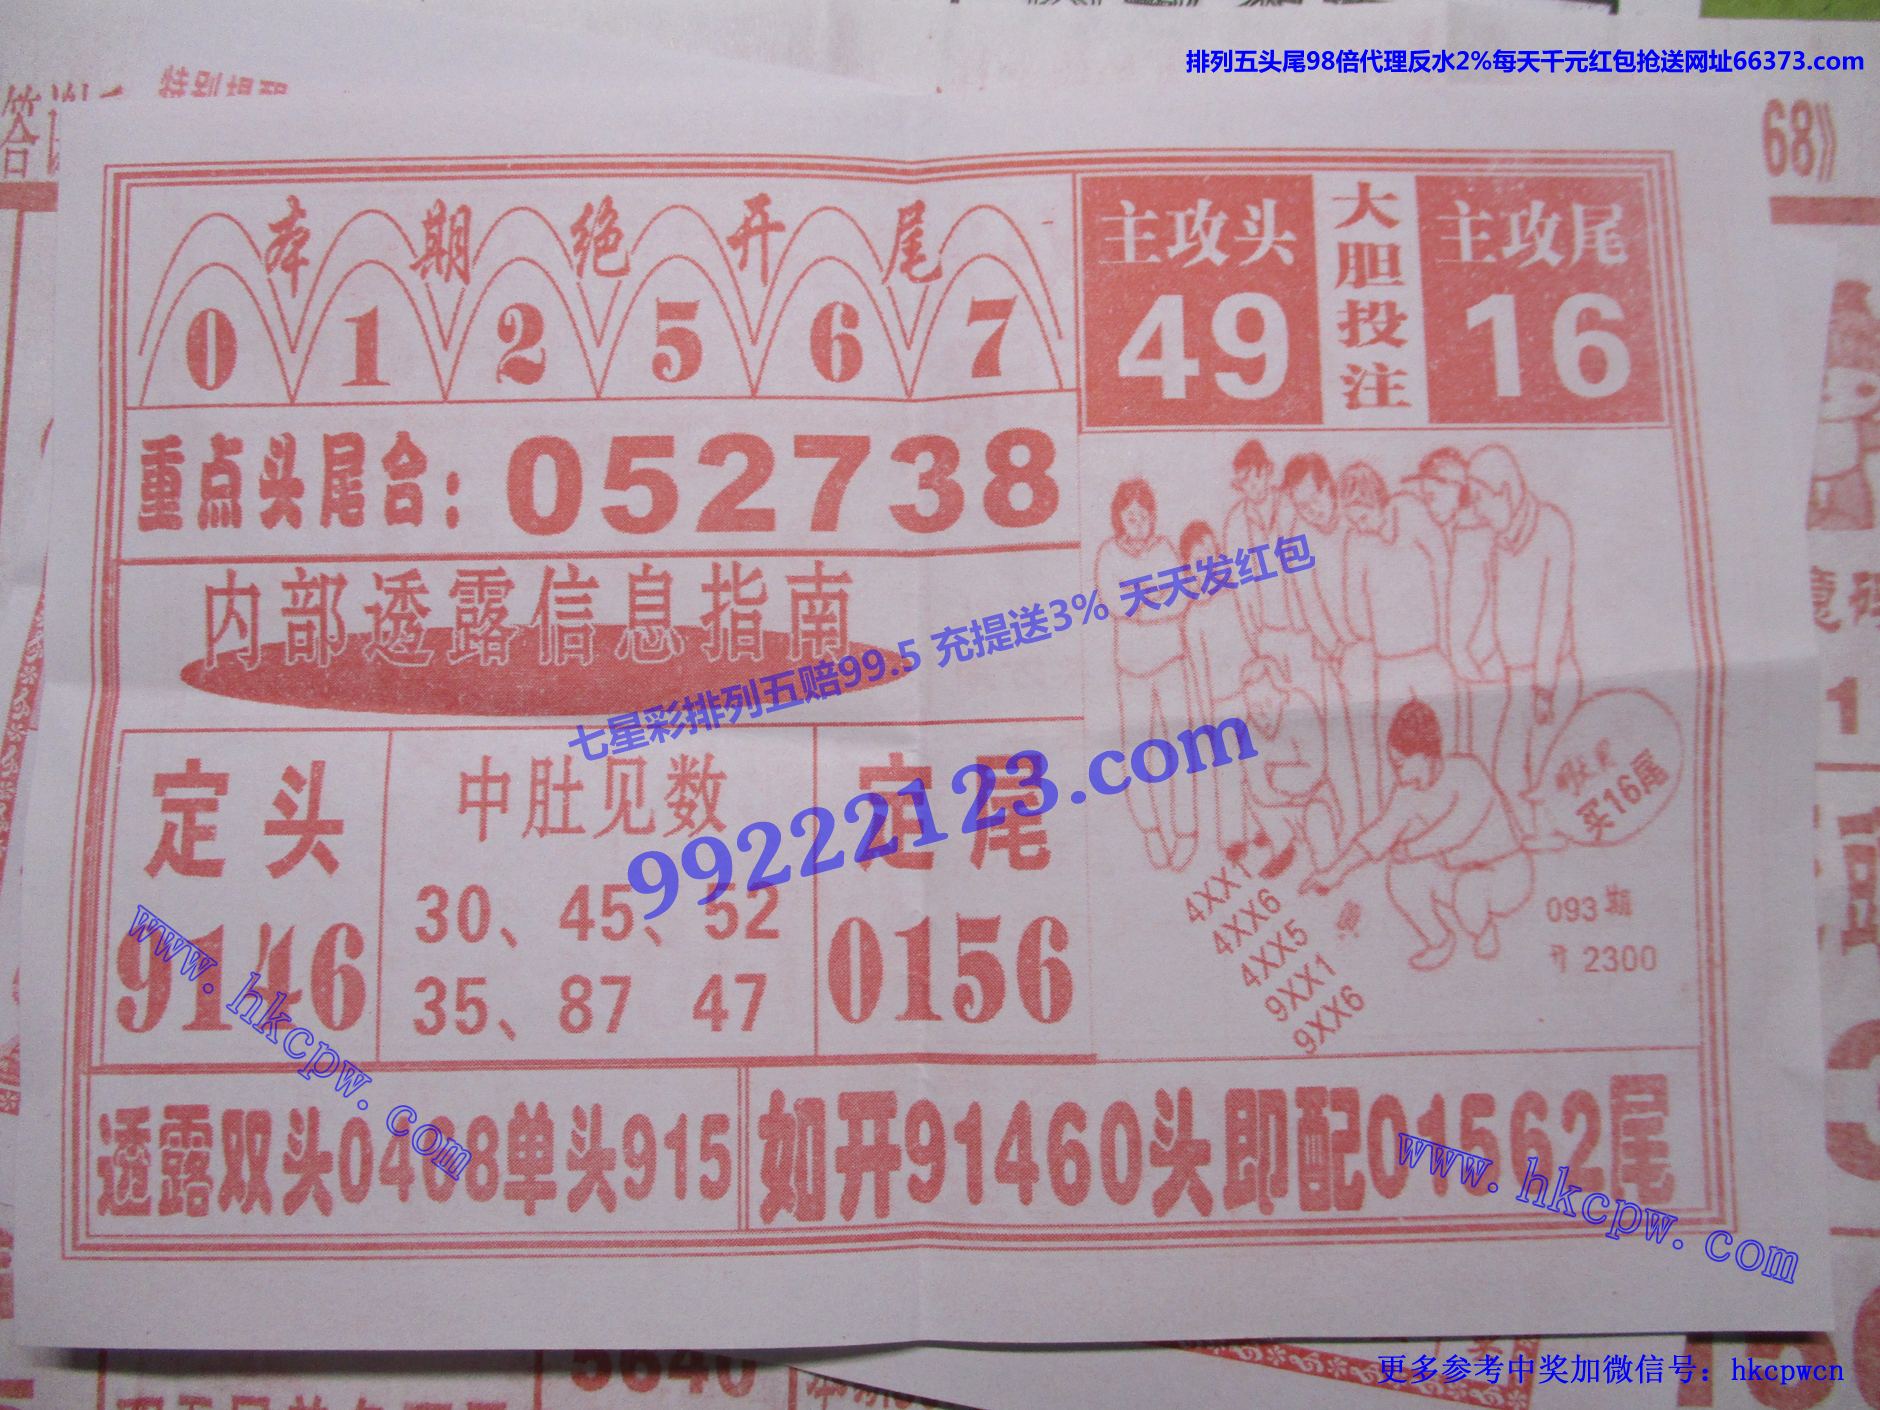 排列五头尾98倍代理反水2%每天千元红包抢送网址66373.com
特别提醒
68》
本期绝开尾
0 1 2 5 6 7
主攻头
49
大胆投注
主攻尾
16
重点头尾合：052738
内部透露信息指南
七星彩排列五赔99.5 充提送3% 天天发红包
99222123.com
定头
9146
中肚见数
30、45、52
35、87 47
定尾
0156
买16尾
4XX1
4XX6
4XX5
9XX1
9XX6
093期
开 2300
透露双头0468单头915
如开91460头即配01562尾
www.hkcpw.com
www.hkcpw.com
5640
更多参考中奖加微信号：hkcpwcn